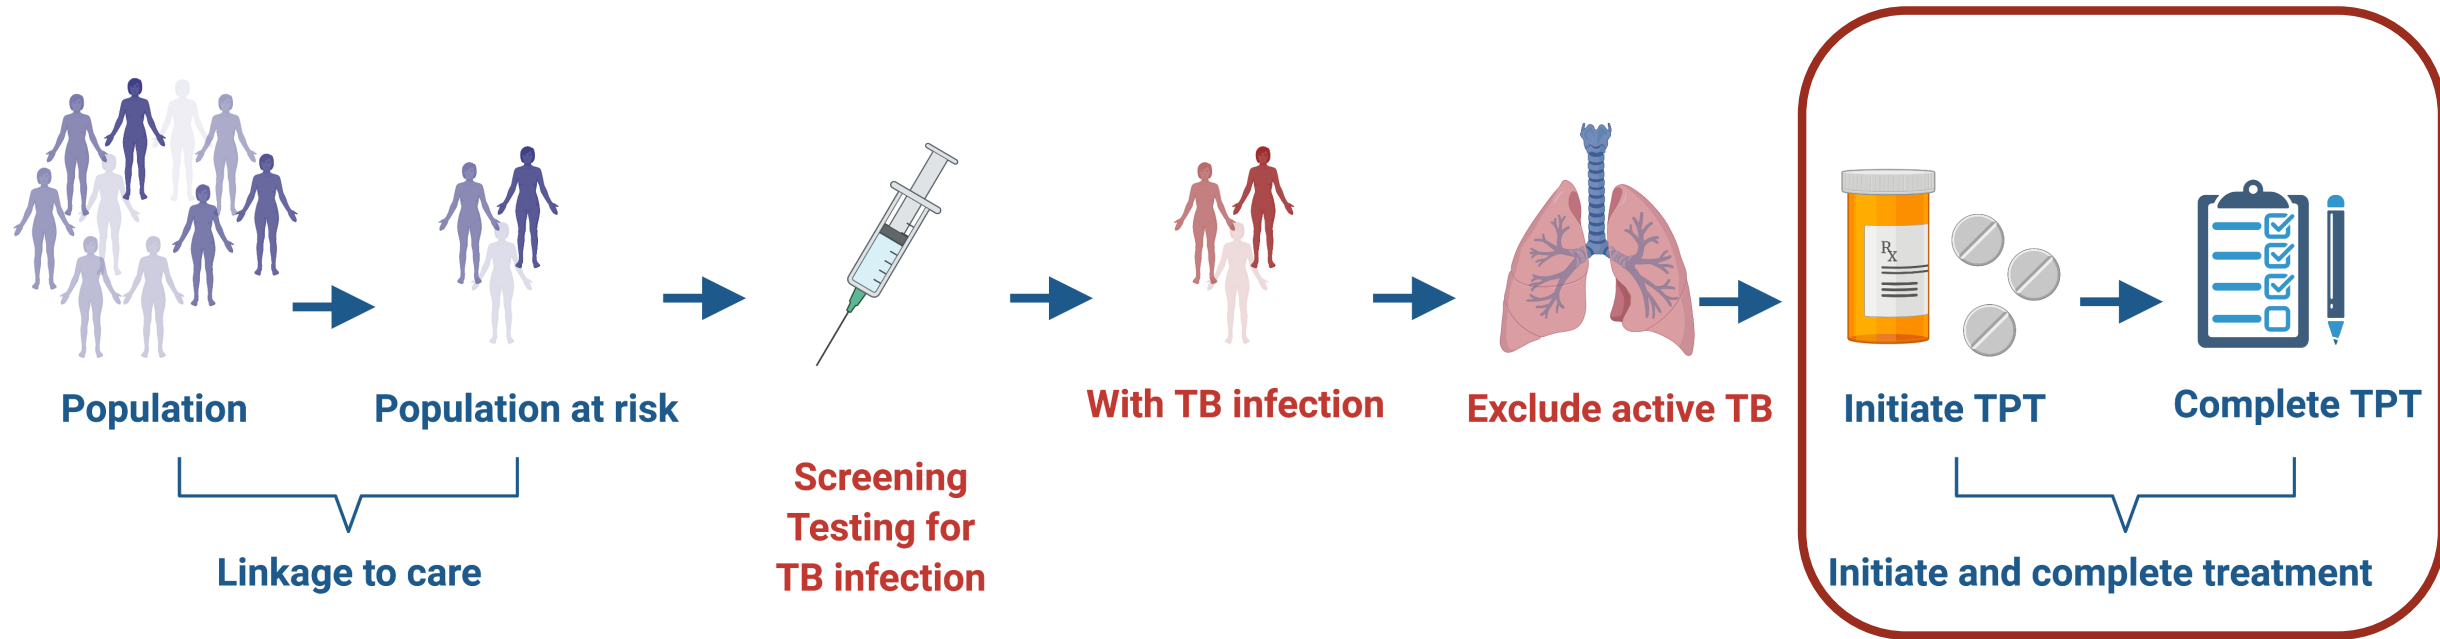 Population
Population at risk
Linkage to care
Screening
Testing for
TB infection
With TB infection
Exclude active TB
Rx
Initiate TPT
Complete TPT
Initiate and complete treatment